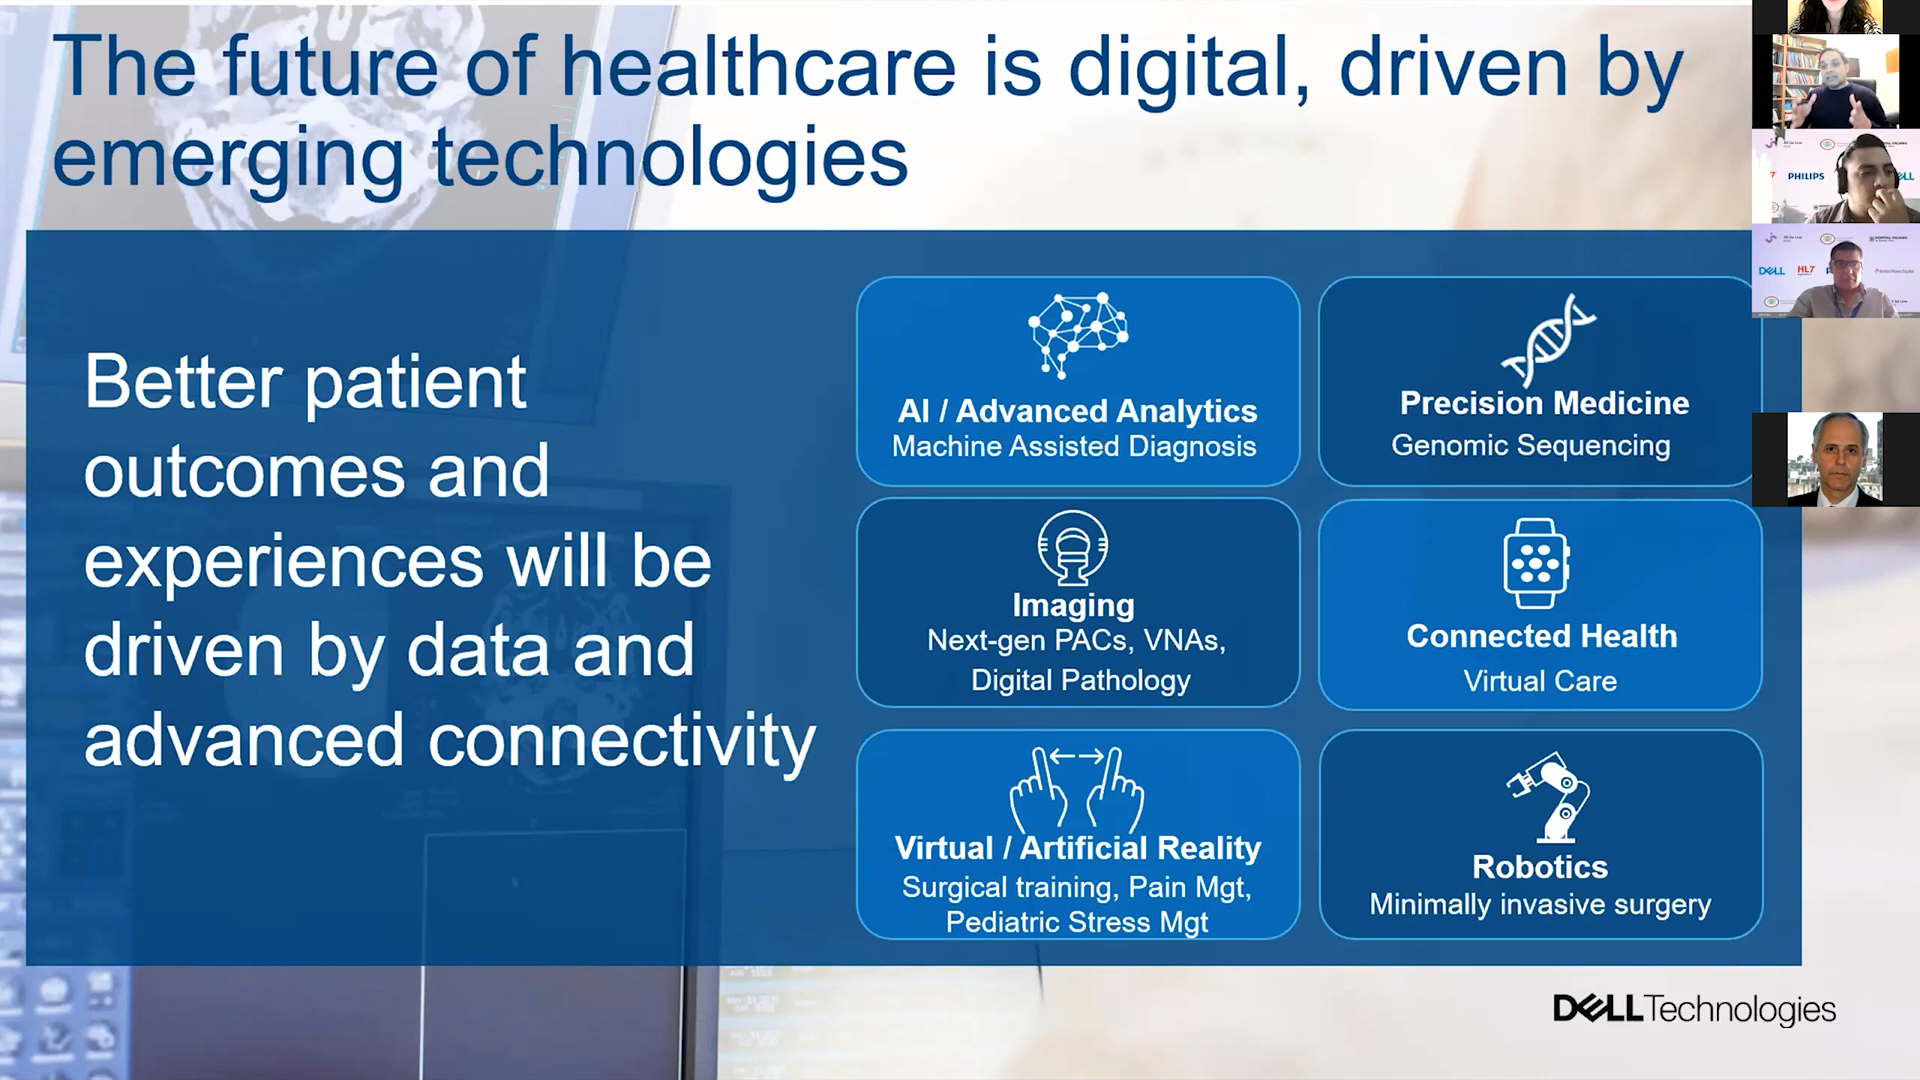 The future of healthcare is digital, driven by
emerging technologies
Better patient
outcomes and
experiences will be
driven by data and
advanced connectivity
AI / Advanced Analytics
Machine Assisted Diagnosis
Precision Medicine
Genomic Sequencing
Imaging
Next-gen PACs, VNAs,
Digital Pathology
Connected Health
Virtual Care
Virtual / Artificial Reality
Surgical training, Pain Mgt,
Pediatric Stress Mgt
Robotics
Minimally invasive surgery
DELL Technologies
PHILIPS
DELL
HL7